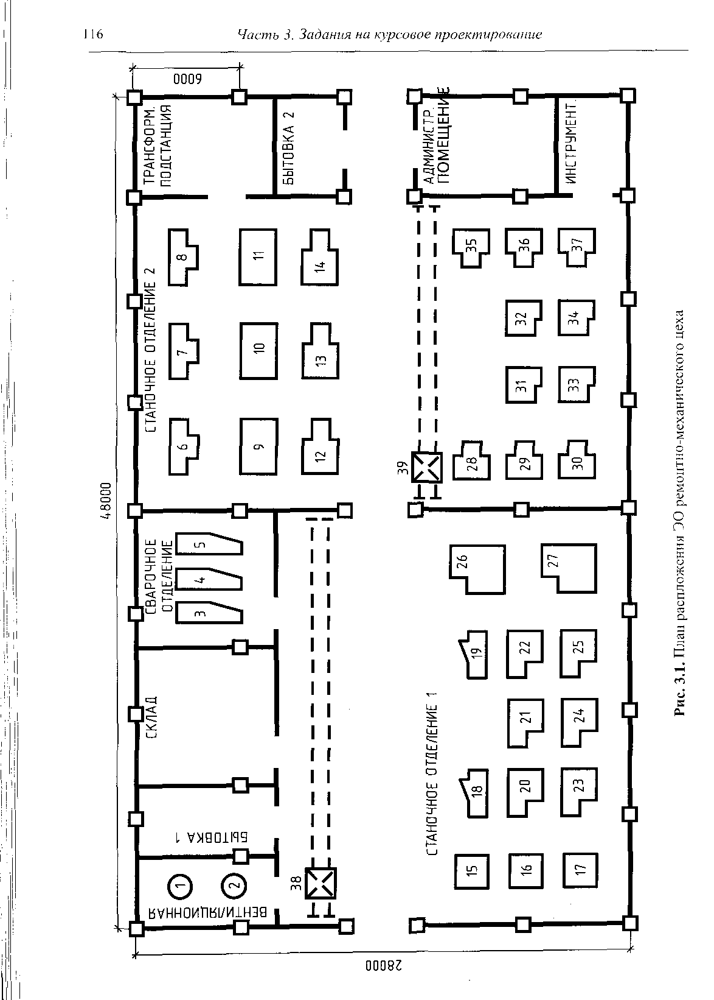 116
Часть 3. Задания на курсовое проектирование
6000
48000
28000
ТРАНСФОРМ.
ПОДСТАНЦИЯ
БЫТОВКА 2
АДМИНИСТР.
ПОМЕЩЕНИЕ
ИНСТРУМЕНТ.
СТАНОЧНОЕ ОТДЕЛЕНИЕ 2
8
11
14
7
10
13
6
9
12
35
36
37
32
34
31
33
39
28
29
30
СВАРОЧНОЕ
ОТДЕЛЕНИЕ
5
4
3
СКЛАД
БЫТОВКА 1
ВЕНТИЛЯЦИОННАЯ
1
2
38
СТАНОЧНОЕ ОТДЕЛЕНИЕ 1
26
27
19
22
25
21
24
18
20
23
15
16
17
Рис. 3.1. План распложения ЭО ремонтно-механического цеха